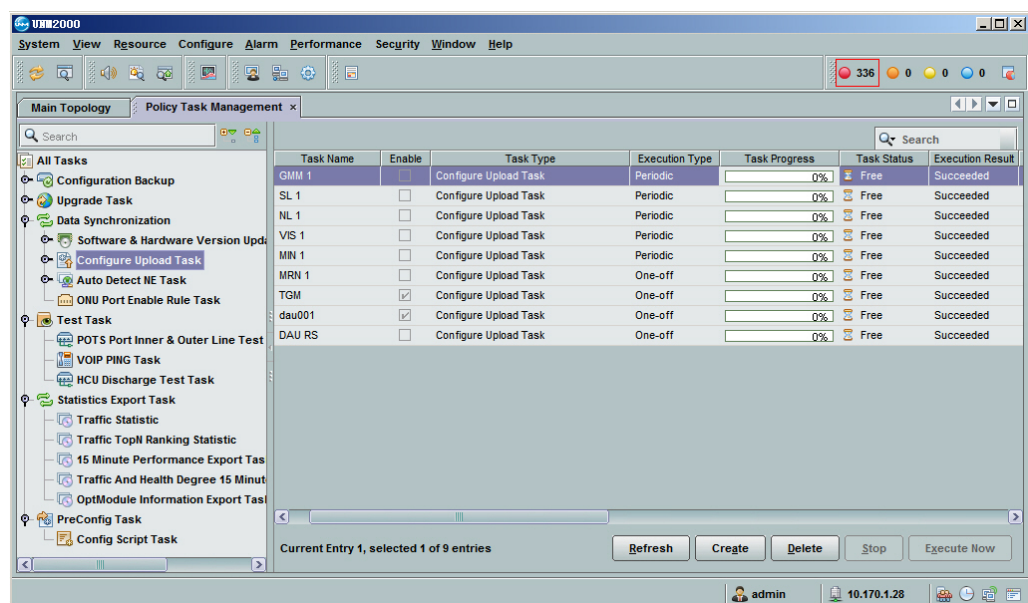 UNM2000
System View Resource Configure Alarm Performance Security Window Help
336 0 0 0
Main Topology Policy Task Management ×
Search
Search
All Tasks
Configuration Backup
Upgrade Task
Data Synchronization
Software & Hardware Version Upda
Configure Upload Task
Auto Detect NE Task
ONU Port Enable Rule Task
Test Task
POTS Port Inner & Outer Line Test
VOIP PING Task
HCU Discharge Test Task
Statistics Export Task
Traffic Statistic
Traffic TopN Ranking Statistic
15 Minute Performance Export Tas
Traffic And Health Degree 15 Minut
OptModule Information Export Tas
PreConfig Task
Config Script Task
Task Name Enable Task Type Execution Type Task Progress Task Status Execution Result
GMM 1 Configure Upload Task Periodic 0% Free Succeeded
SL 1 Configure Upload Task Periodic 0% Free Succeeded
NL 1 Configure Upload Task Periodic 0% Free Succeeded
VIS 1 Configure Upload Task Periodic 0% Free Succeeded
MIN 1 Configure Upload Task Periodic 0% Free Succeeded
MRN 1 Configure Upload Task One-off 0% Free Succeeded
TGM Configure Upload Task One-off 0% Free Succeeded
dau001 Configure Upload Task One-off 0% Free Succeeded
DAU RS Configure Upload Task One-off 0% Free Succeeded
Current Entry 1, selected 1 of 9 entries Refresh Create Delete Stop Execute Now
admin 10.170.1.28